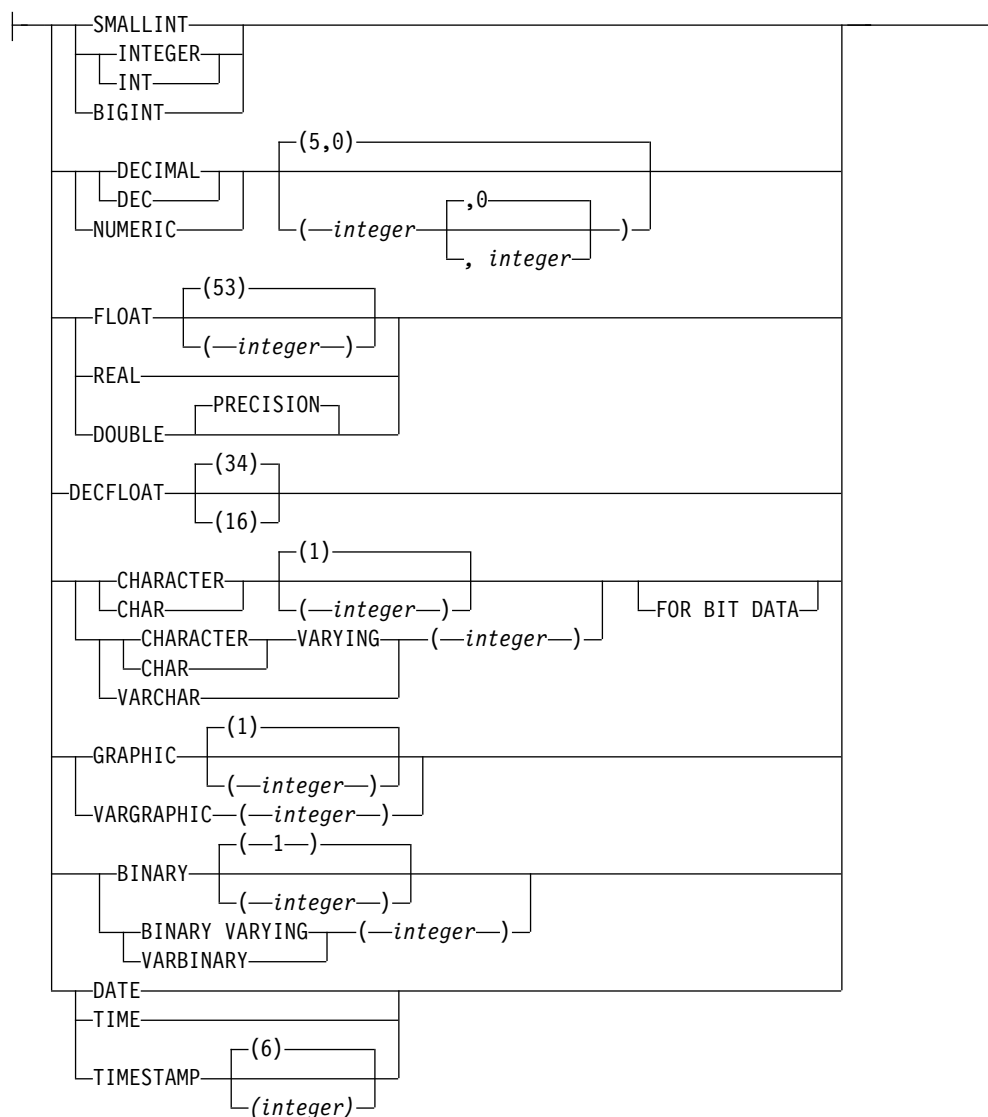 SMALLINT
INTEGER
INT
BIGINT
(5,0)
DECIMAL
DEC
,0
NUMERIC
( integer )
, integer
(53)
FLOAT
( integer )
REAL
PRECISION
DOUBLE
(34)
DECFLOAT
(16)
(1)
CHARACTER
CHAR
( integer )
FOR BIT DATA
CHARACTER VARYING ( integer )
CHAR
VARCHAR
(1)
GRAPHIC
( integer )
VARGRAPHIC ( integer )
( 1 )
BINARY
( integer )
BINARY VARYING ( integer )
VARBINARY
DATE
TIME
(6)
TIMESTAMP
(integer)